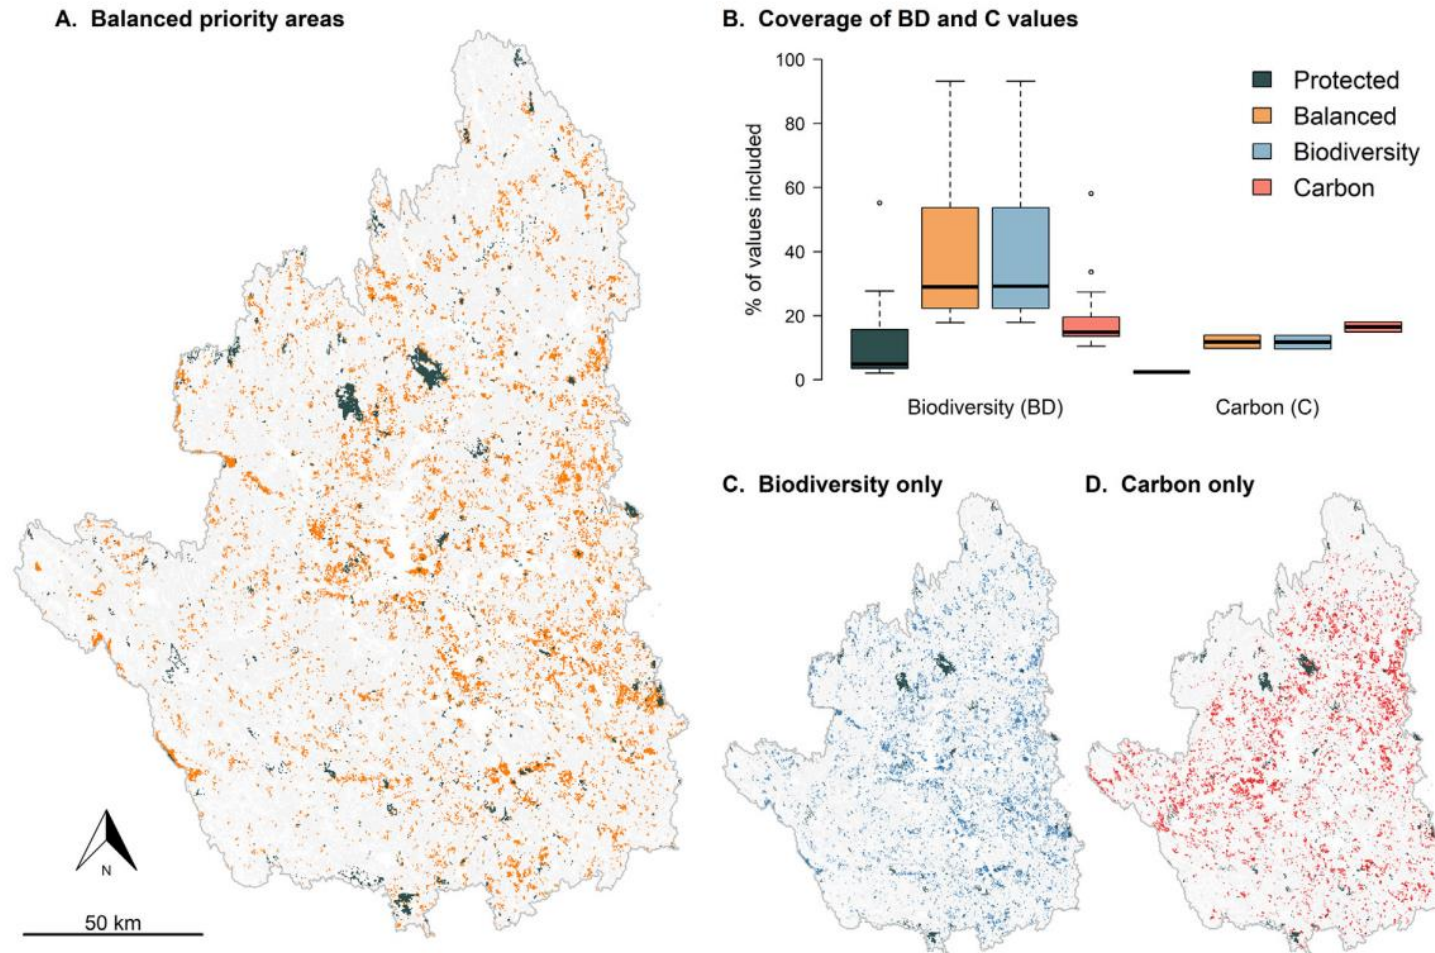 A. Balanced priority areas
B. Coverage of BD and C values
% of values included
100
80
60
40
20
0
Protected
Balanced
Biodiversity
Carbon
Biodiversity (BD)
Carbon (C)
C. Biodiversity only
D. Carbon only
N
50 km